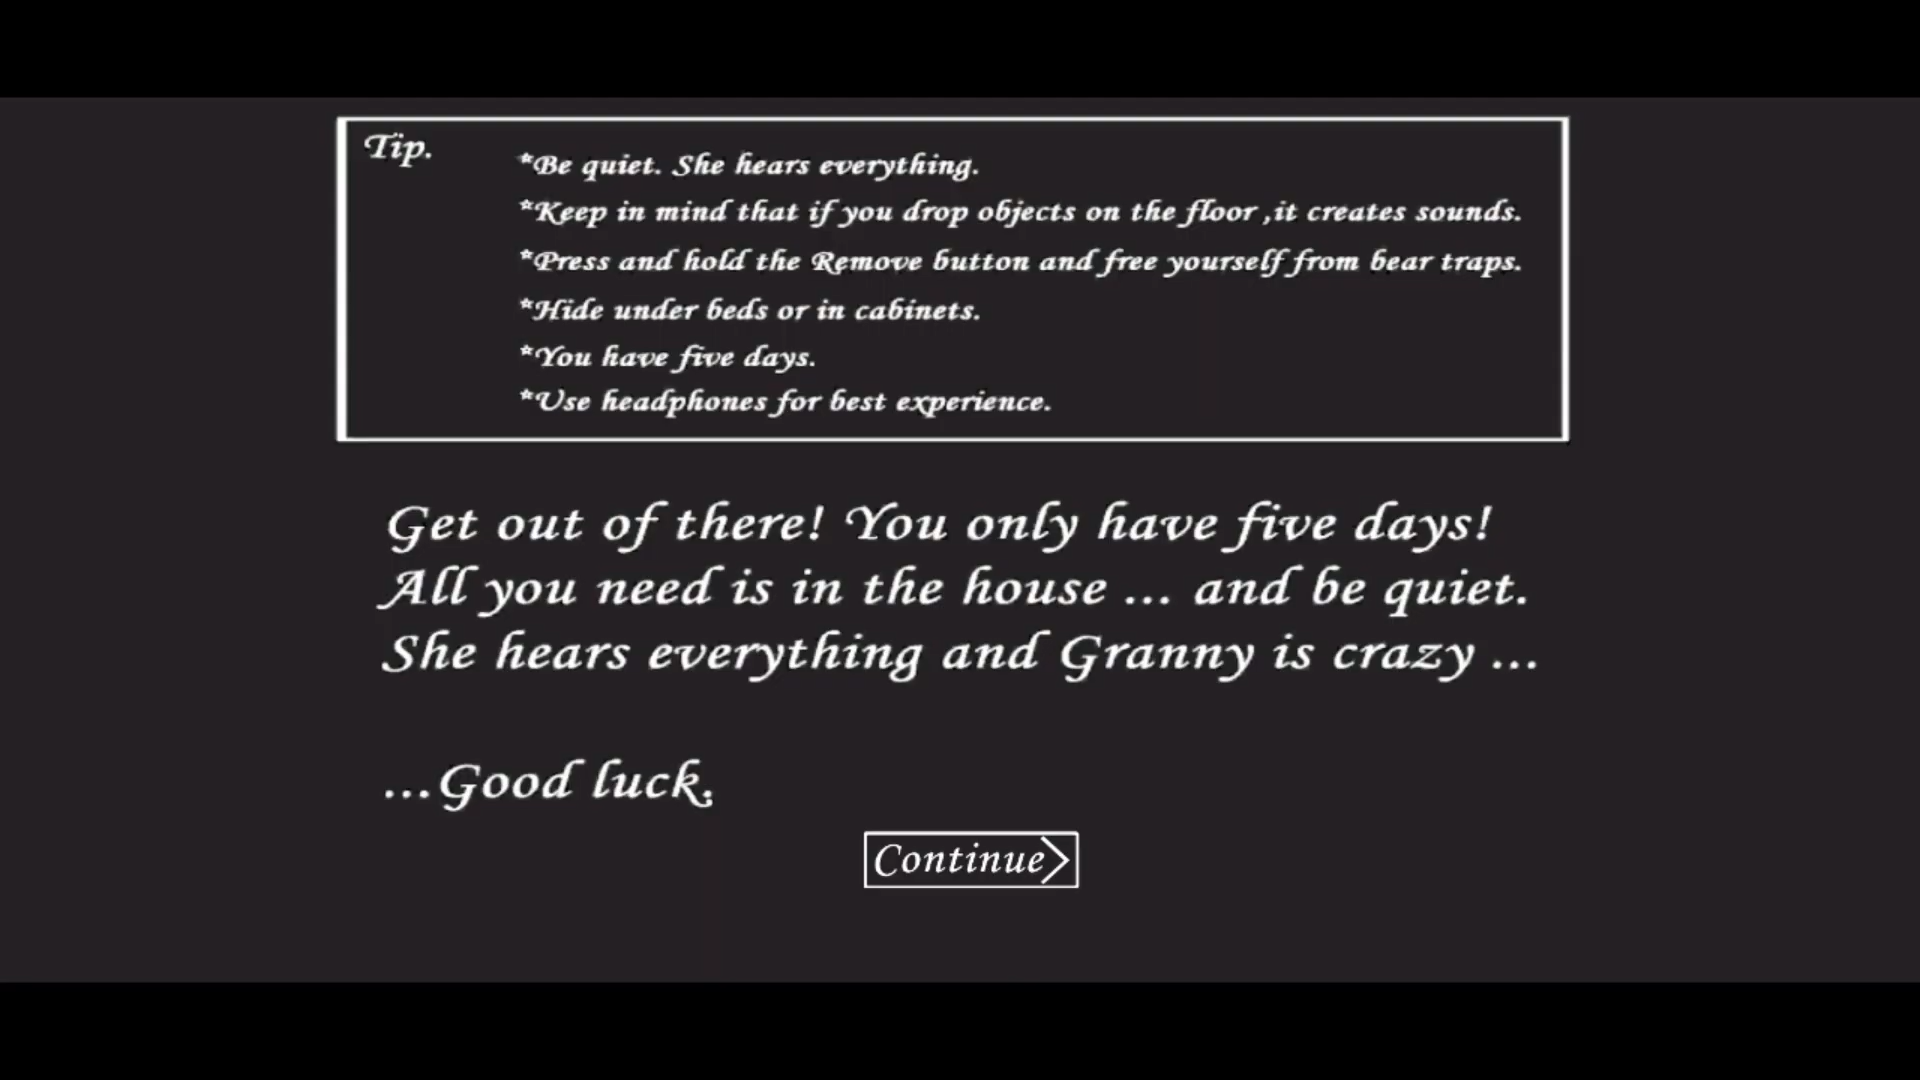 Tip.
*Be quiet. She hears everything.
*Keep in mind that if you drop objects on the floor ,it creates sounds.
*Press and hold the Remove button and free yourself from bear traps.
*Hide under beds or in cabinets.
*You have five days.
*Use headphones for best experience.
Get out of there! You only have five days!
All you need is in the house ... and be quiet.
She hears everything and Granny is crazy ...
...Good luck.
Continue>